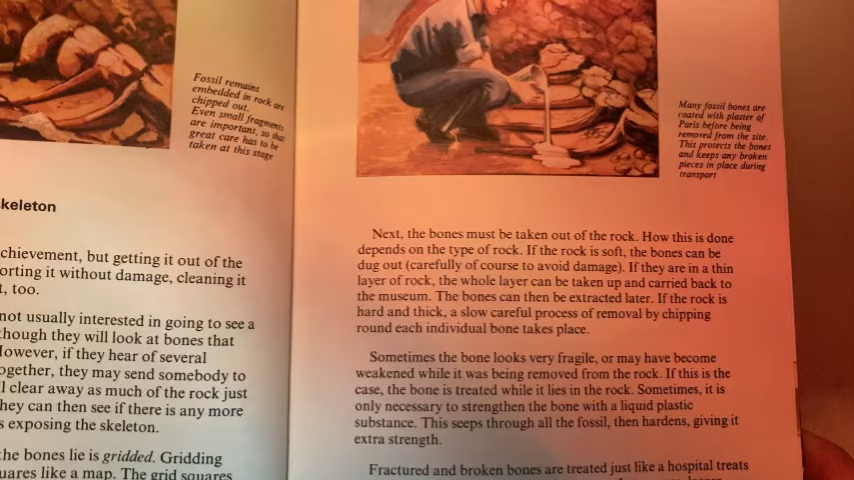 Fossil remains
embedded in rock are
chipped out.
Even small fragments
are important, so that
great care has to be
taken at this stage
keleton
chievement, but getting it out of the
orting it without damage, cleaning it
t, too.
not usually interested in going to see a
though they will look at bones that
However, if they hear of several
ogether, they may send somebody to
l clear away as much of the rock just
hey can then see if there is any more
s exposing the skeleton.
the bones lie is gridded. Gridding
uares like a map. The grid squares
Many fossil bones are
coated with plaster of
Paris before being
removed from the site.
This protects the bones
and keeps any broken
pieces in place during
transport
Next, the bones must be taken out of the rock. How this is done
depends on the type of rock. If the rock is soft, the bones can be
dug out (carefully of course to avoid damage). If they are in a thin
layer of rock, the whole layer can be taken up and carried back to
the museum. The bones can then be extracted later. If the rock is
hard and thick, a slow careful process of removal by chipping
round each individual bone takes place.
Sometimes the bone looks very fragile, or may have become
weakened while it was being removed from the rock. If this is the
case, the bone is treated while it lies in the rock. Sometimes, it is
only necessary to strengthen the bone with a liquid plastic
substance. This seeps through all the fossil, then hardens, giving it
extra strength.
Fractured and broken bones are treated just like a hospital treats